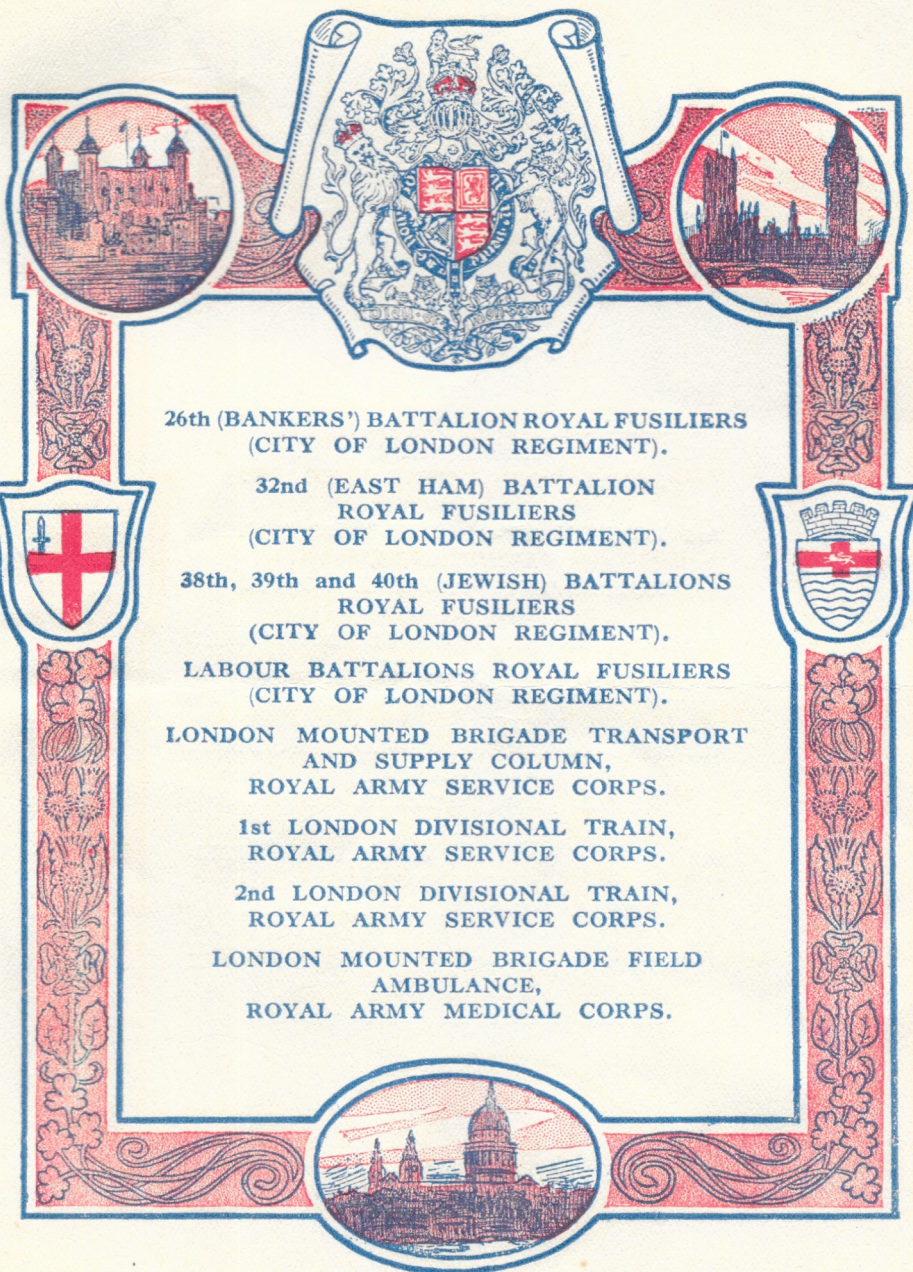 26th (BANKERS') BATTALION ROYAL FUSILIERS
(CITY OF LONDON REGIMENT).
32nd (EAST HAM) BATTALION
ROYAL FUSILIERS
(CITY OF LONDON REGIMENT).
38th, 39th and 40th (JEWISH) BATTALIONS
ROYAL FUSILIERS
(CITY OF LONDON REGIMENT).
LABOUR BATTALIONS ROYAL FUSILIERS
(CITY OF LONDON REGIMENT).
LONDON MOUNTED BRIGADE TRANSPORT
AND SUPPLY COLUMN,
ROYAL ARMY SERVICE CORPS.
1st LONDON DIVISIONAL TRAIN,
ROYAL ARMY SERVICE CORPS.
2nd LONDON DIVISIONAL TRAIN,
ROYAL ARMY SERVICE CORPS.
LONDON MOUNTED BRIGADE FIELD
AMBULANCE,
ROYAL ARMY MEDICAL CORPS.